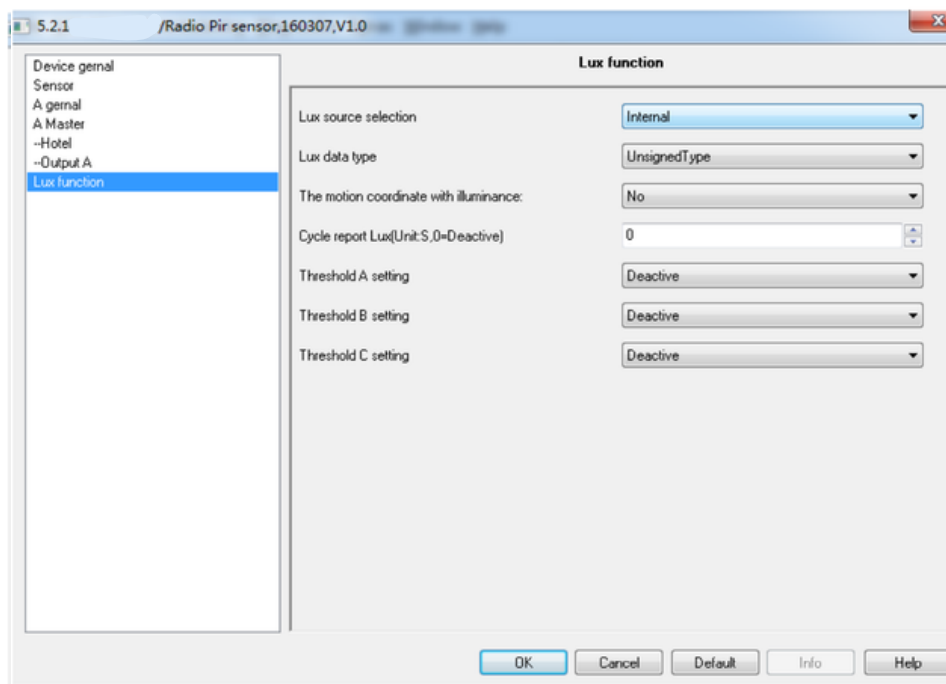 5.2.1 /Radio Pir sensor,160307,V1.0 Help
Device gernal
Sensor
A gernal
A Master
--Hotel
--Output A
Lux function
Lux function
Lux source selection Internal
Lux data type UnsignedType
The motion coordinate with illuminance: No
Cycle report Lux(Unit:S,0=Deactive) 0
Threshold A setting Deactive
Threshold B setting Deactive
Threshold C setting Deactive
OK Cancel Default Info Help